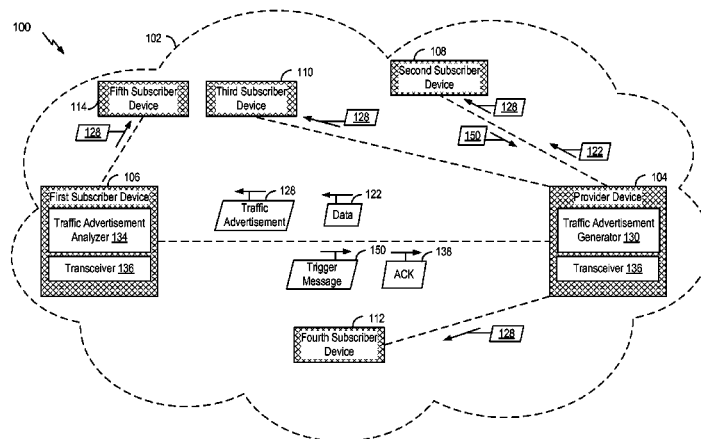 100
102
108
Second Subscriber
Device
110
Third Subscriber
Device
114
Fifth Subscriber
Device
128
128
128
150
122
106
First Subscriber Device
Traffic Advertisement
Analyzer 134
Transceiver 136
128
Traffic
Advertisement
122
Data
104
Provider Device
Traffic Advertisement
Generator 130
Transceiver 136
150
Trigger
Message
138
ACK
112
Fourth Subscriber
Device
128